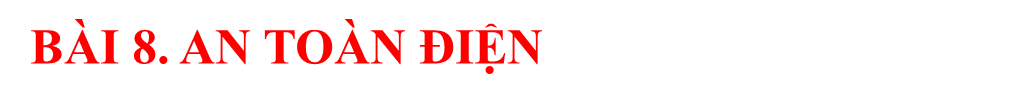 BÀI 8. AN TOÀN ĐIỆN